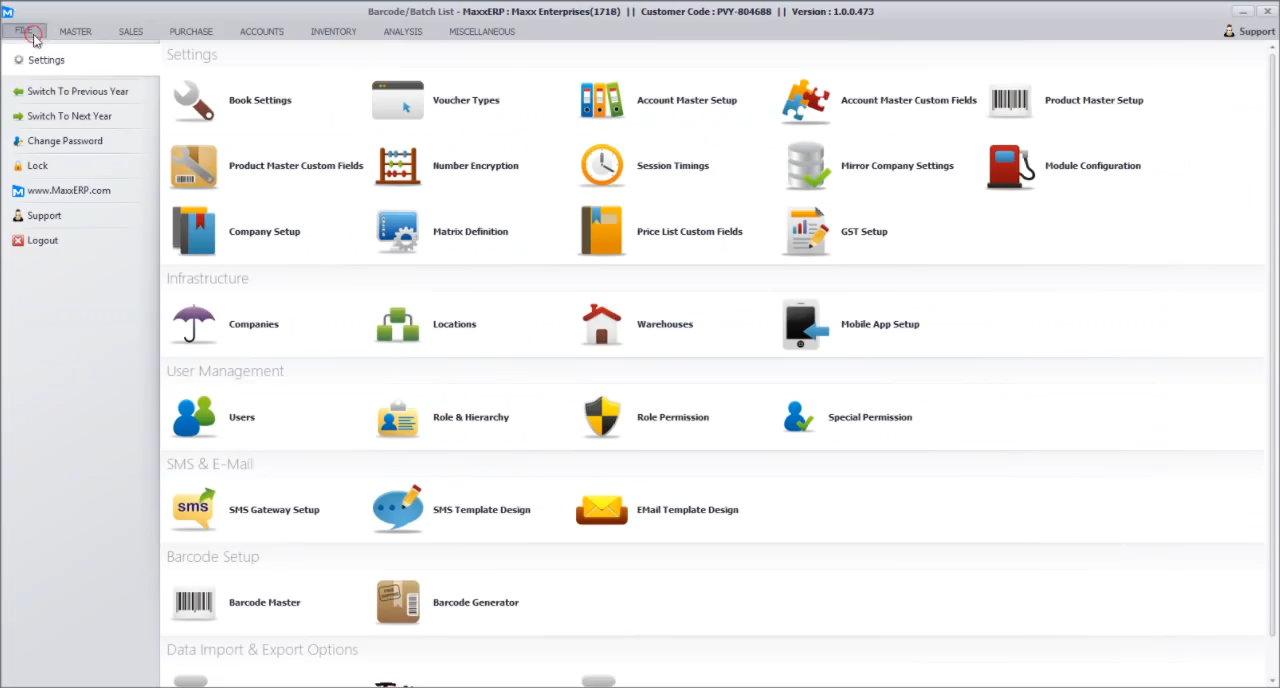 Barcode/Batch List - MaxxERP : Maxx Enterprises(1718) || Customer Code : PVY-804688 || Version : 1.0.0.473
FILE MASTER SALES PURCHASE ACCOUNTS INVENTORY ANALYSIS MISCELLANEOUS Support
Settings
Switch To Previous Year
Switch To Next Year
Change Password
Lock
www.MaxxERP.com
Support
Logout
Settings
Book Settings Voucher Types Account Master Setup Account Master Custom Fields Product Master Setup
Product Master Custom Fields Number Encryption Session Timings Mirror Company Settings Module Configuration
Company Setup Matrix Definition Price List Custom Fields GST Setup
Infrastructure
Companies Locations Warehouses Mobile App Setup
User Management
Users Role & Hierarchy Role Permission Special Permission
SMS & E-Mail
sms SMS Gateway Setup SMS Template Design EMail Template Design
Barcode Setup
Barcode Master Barcode Generator
Data Import & Export Options